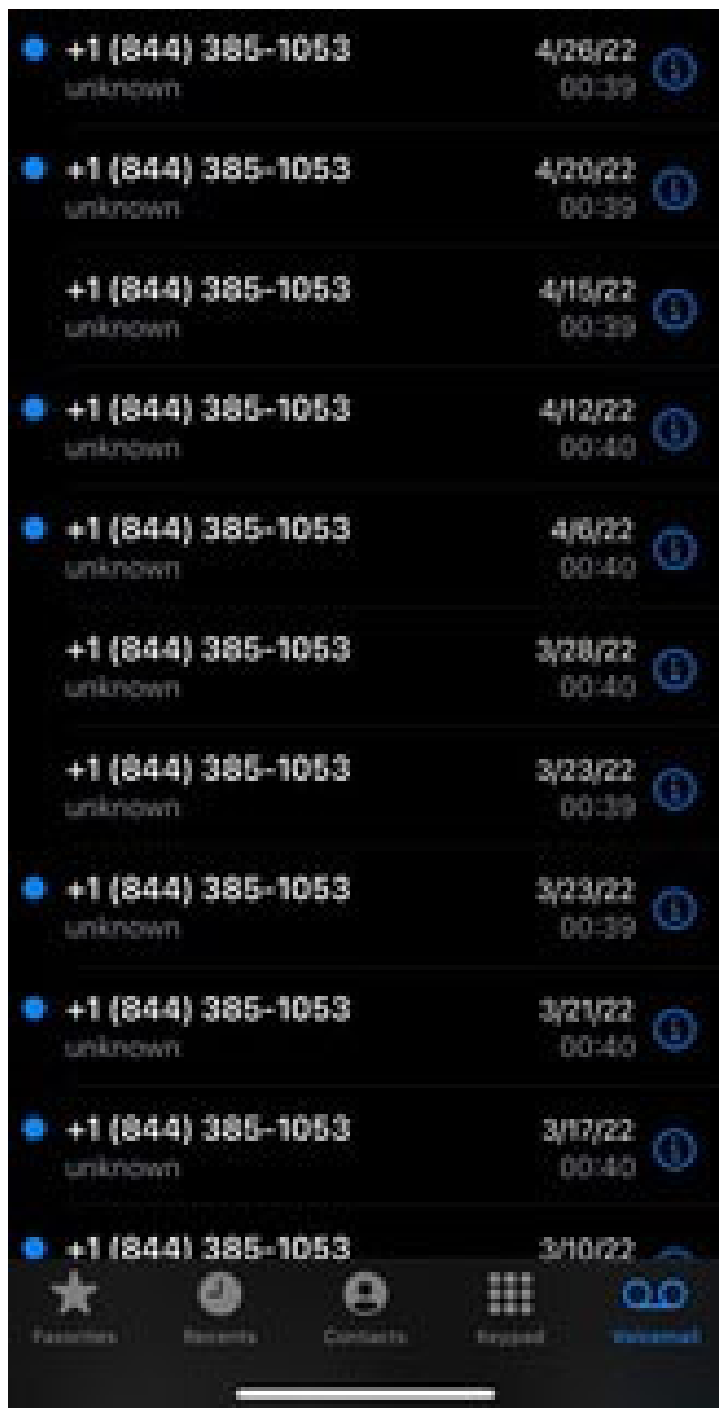 +1 (844) 385-1053 4/26/22
unknown 00:39
+1 (844) 385-1053 4/20/22
unknown 00:39
+1 (844) 385-1053 4/15/22
unknown 00:39
+1 (844) 385-1053 4/12/22
unknown 00:40
+1 (844) 385-1053 4/6/22
unknown 00:40
+1 (844) 385-1053 3/28/22
unknown 00:40
+1 (844) 385-1053 3/23/22
unknown 00:39
+1 (844) 385-1053 3/23/22
unknown 00:39
+1 (844) 385-1053 3/21/22
unknown 00:40
+1 (844) 385-1053 3/17/22
unknown 00:40
+1 (844) 385-1053 3/10/22
Favorites Recents Contacts Keypad Voicemail